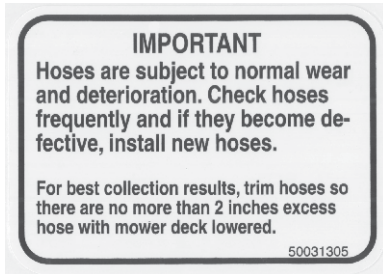 IMPORTANT
Hoses are subject to normal wear
and deterioration. Check hoses
frequently and if they become de-
fective, install new hoses.
For best collection results, trim hoses so
there are no more than 2 inches excess
hose with mower deck lowered.
50031305